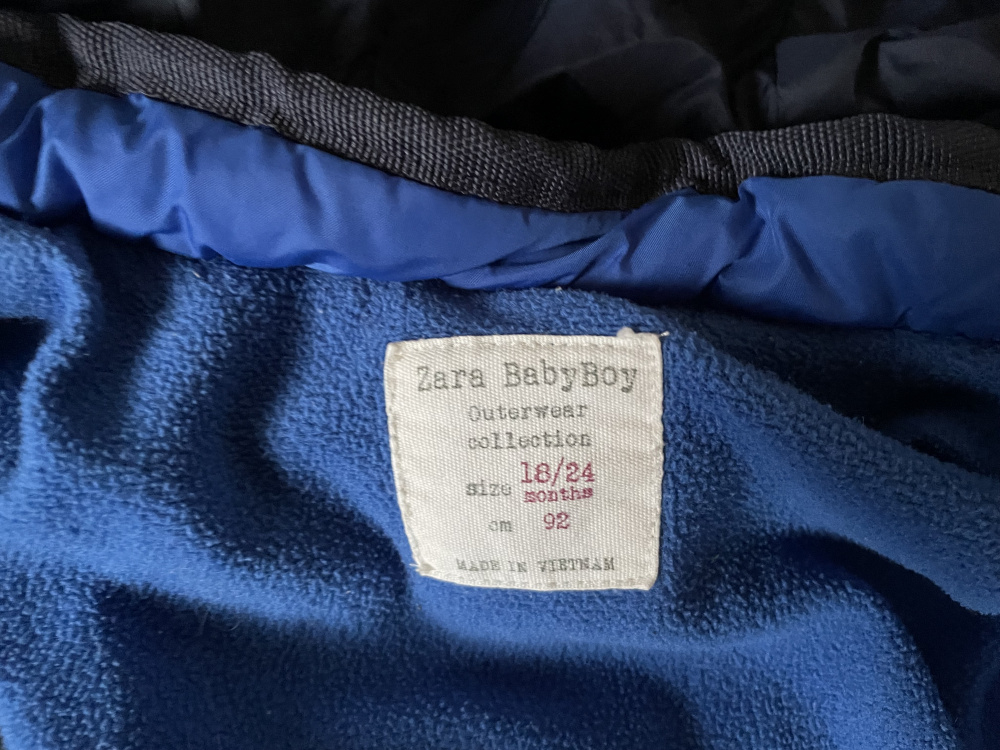 Zara BabyBoy
Outerwear
collection
size 18/24
months
cm 92
MADE IN VIETNAM